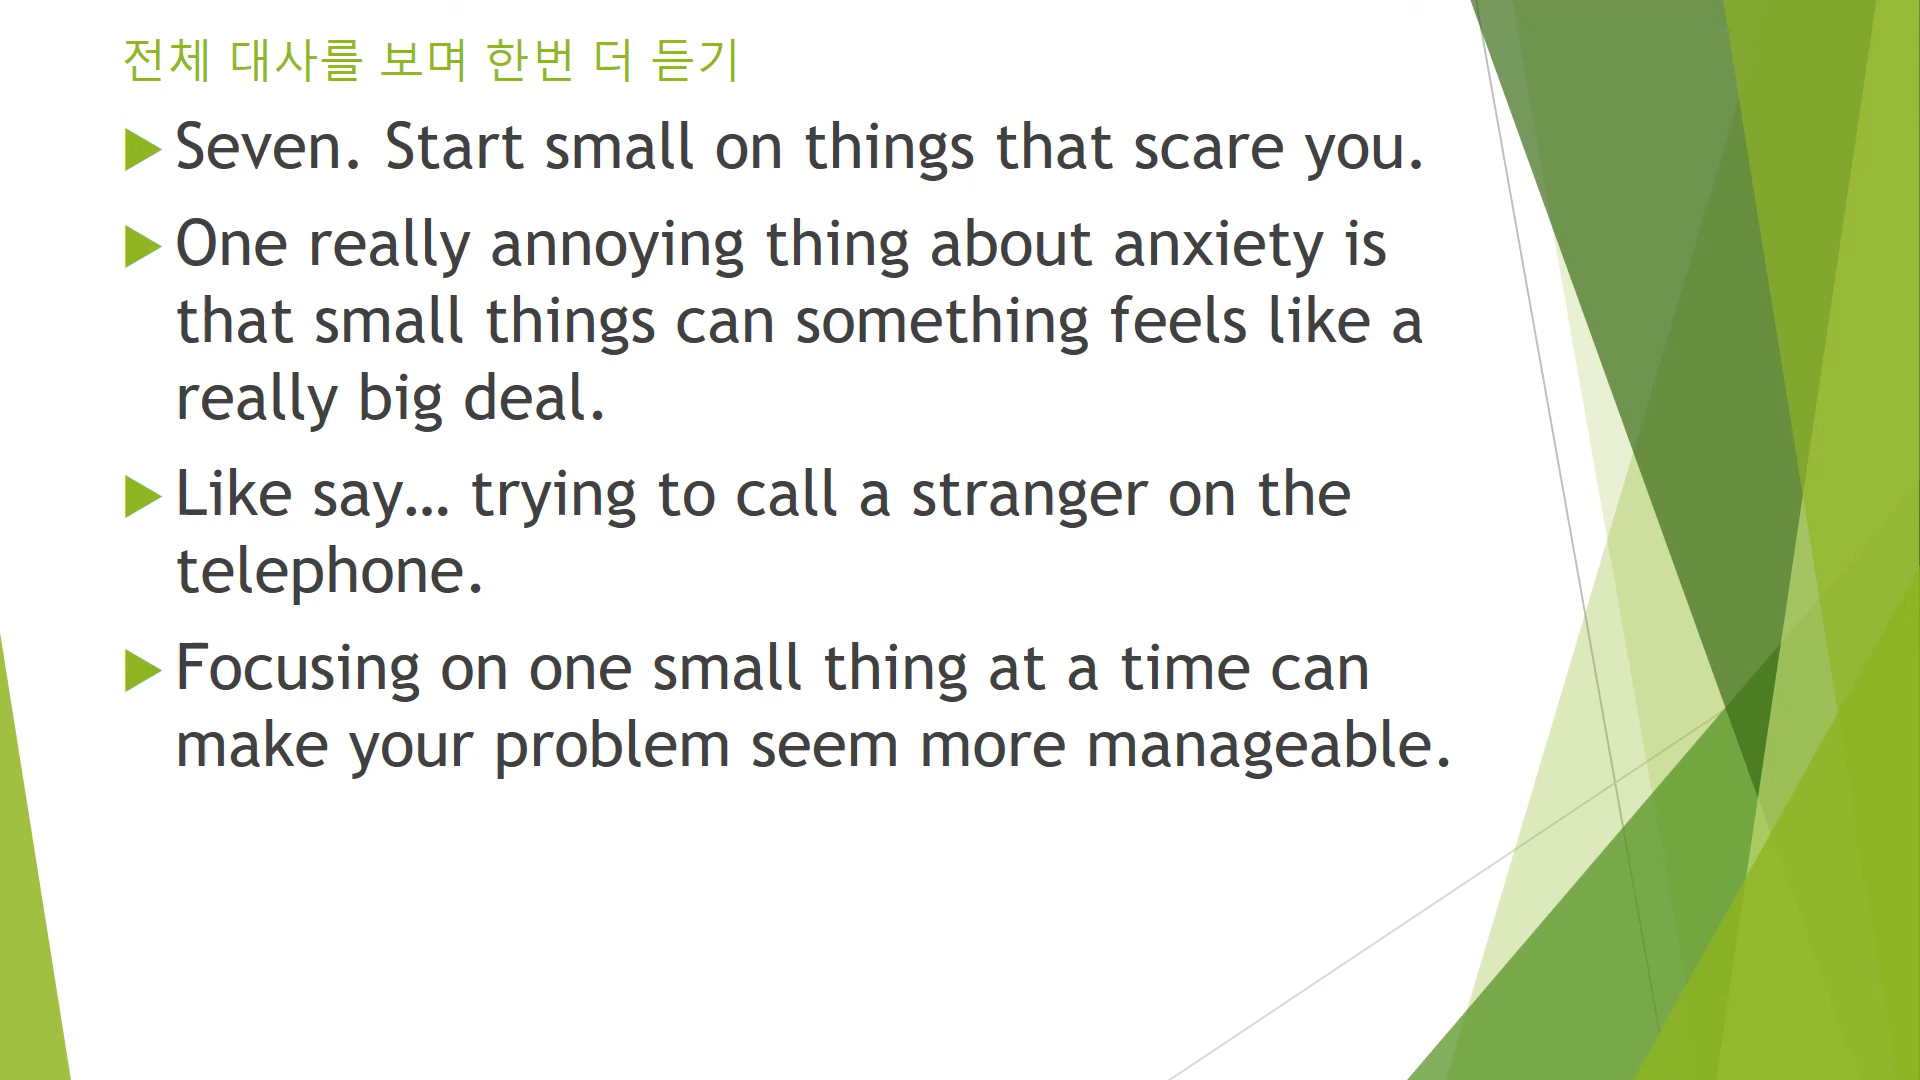 전체 대사를 보며 한번 더 듣기
Seven. Start small on things that scare you.
One really annoying thing about anxiety is
that small things can something feels like a
really big deal.
Like say… trying to call a stranger on the
telephone.
Focusing on one small thing at a time can
make your problem seem more manageable.